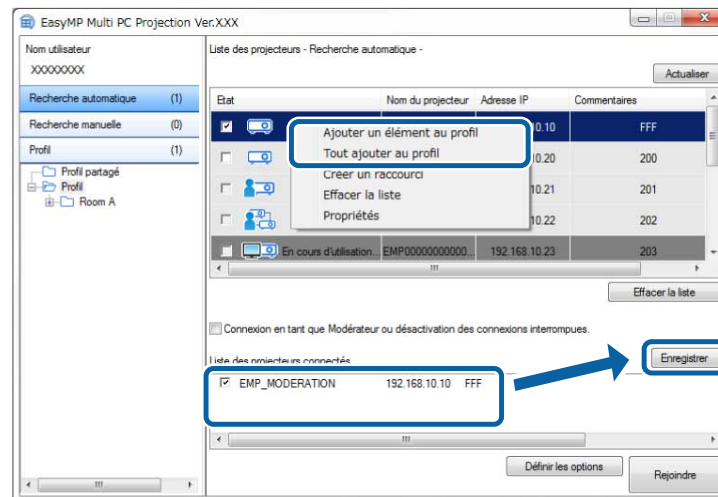 EasyMP Multi PC Projection Ver.X.XX
Nom utilisateur
XXXXXXXX
Recherche automatique (1)
Recherche manuelle (0)
Profil (1)
Profil partagé
Profil
Room A
Liste des projecteurs - Recherche automatique -
Actualiser
Etat Nom du projecteur Adresse IP Commentaires
0.10 FFF
0.20 200
10.21 201
10.22 202
En cours d'utilisation... EMP00000000000... 192.168.10.23 203
Ajouter un élément au profil
Tout ajouter au profil
Créer un raccourci
Effacer la liste
Propriétés
Effacer la liste
Connexion en tant que Modérateur ou désactivation des connexions interrompues.
Liste des projecteurs connectés
Enregistrer
EMP_MODERATION 192.168.10.10 FFF
Définir les options
Rejoindre